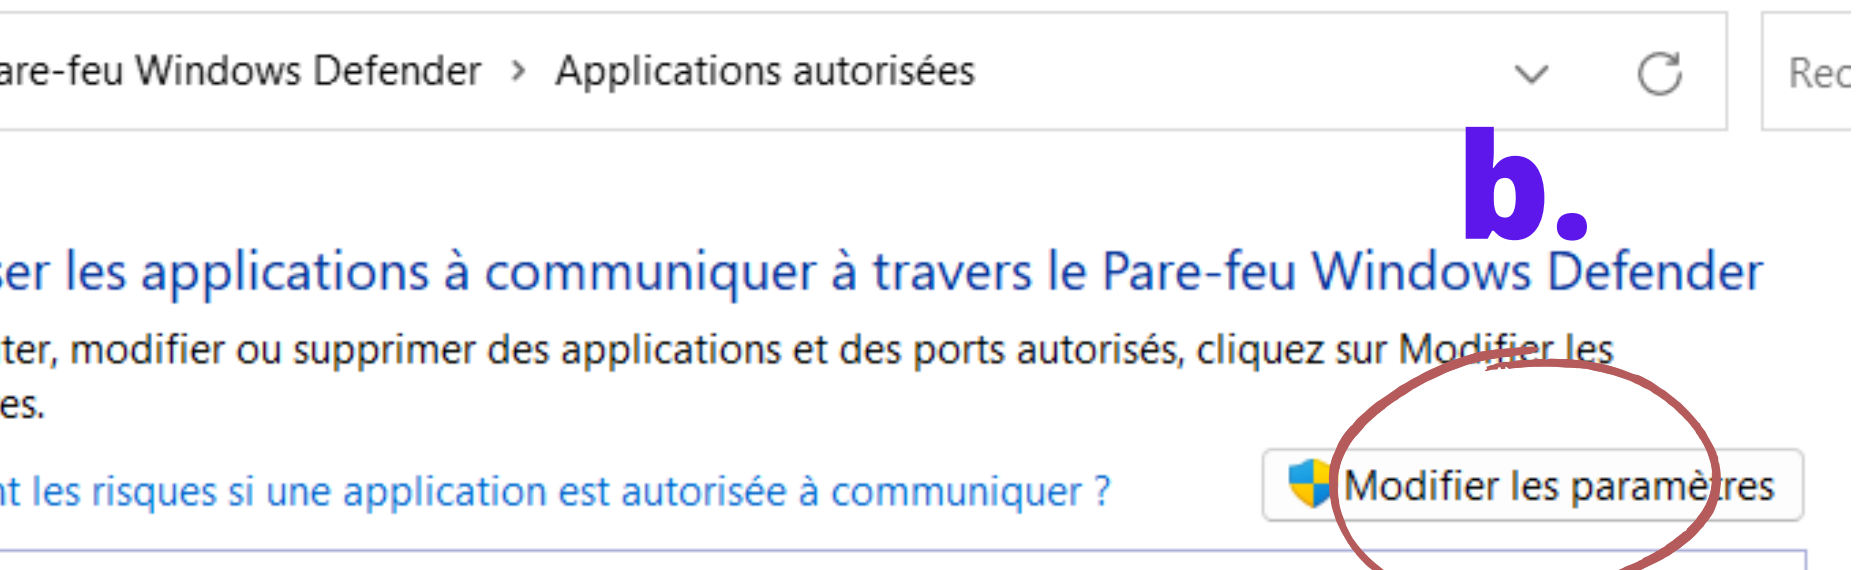 are-feu Windows Defender > Applications autorisées
Rec
b.
ser les applications à communiquer à travers le Pare-feu Windows Defender
ter, modifier ou supprimer des applications et des ports autorisés, cliquez sur Modifier les
es.
nt les risques si une application est autorisée à communiquer ?
Modifier les paramètres